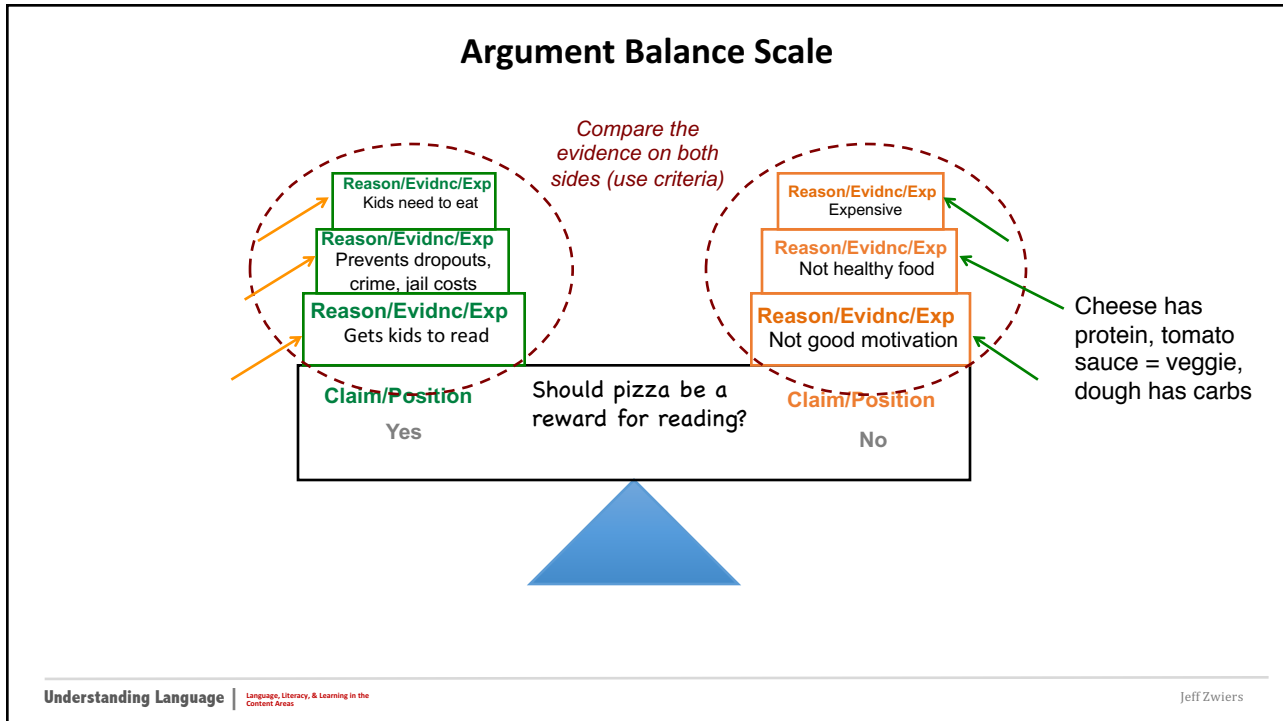 Argument Balance Scale
Compare the
evidence on both
sides (use criteria)
Reason/Evidnc/Exp
Kids need to eat
Reason/Evidnc/Exp
Prevents dropouts,
crime, jail costs
Reason/Evidnc/Exp
Gets kids to read
Claim/Position
Yes
Should pizza be a
reward for reading?
Reason/Evidnc/Exp
Expensive
Reason/Evidnc/Exp
Not healthy food
Reason/Evidnc/Exp
Not good motivation
Claim/Position
No
Cheese has
protein, tomato
sauce = veggie,
dough has carbs
Understanding Language
Language, Literacy, & Learning in the
Content Areas
Jeff Zwiers